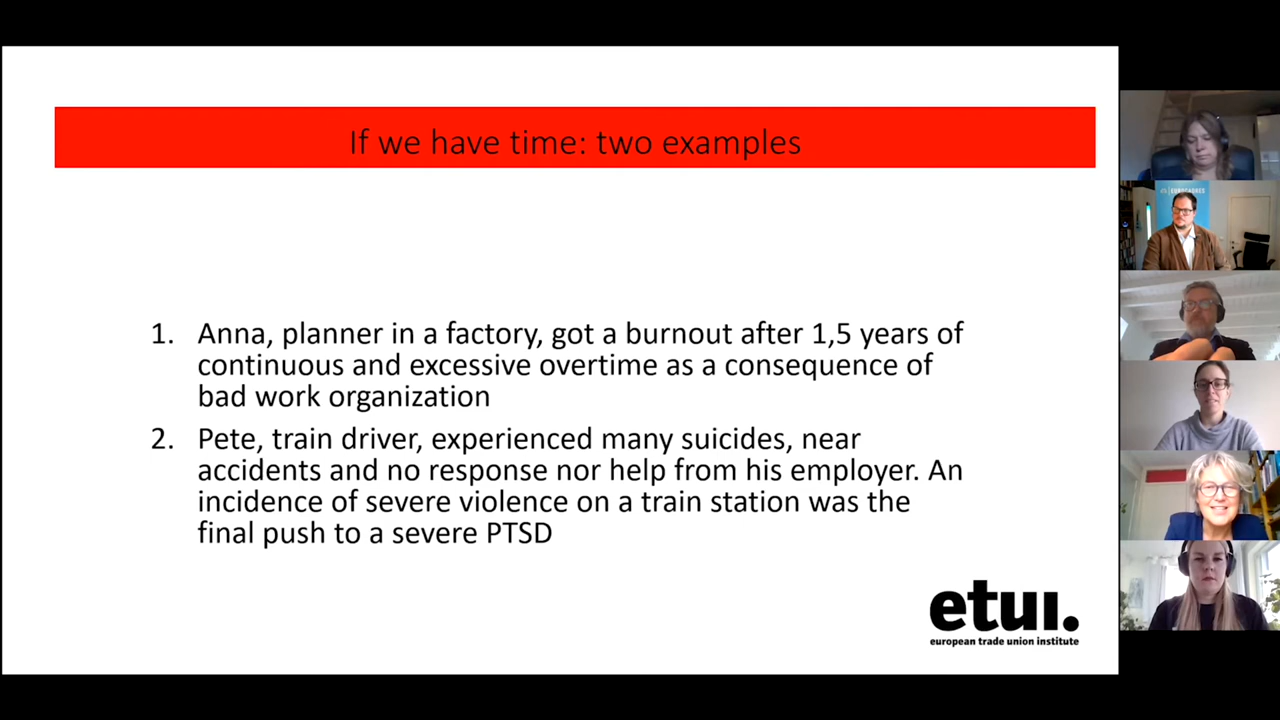 If we have time: two examples
1. Anna, planner in a factory, got a burnout after 1,5 years of
continuous and excessive overtime as a consequence of
bad work organization
2. Pete, train driver, experienced many suicides, near
accidents and no response nor help from his employer. An
incidence of severe violence on a train station was the
final push to a severe PTSD
etui.
european trade union institute
EUROCADRES